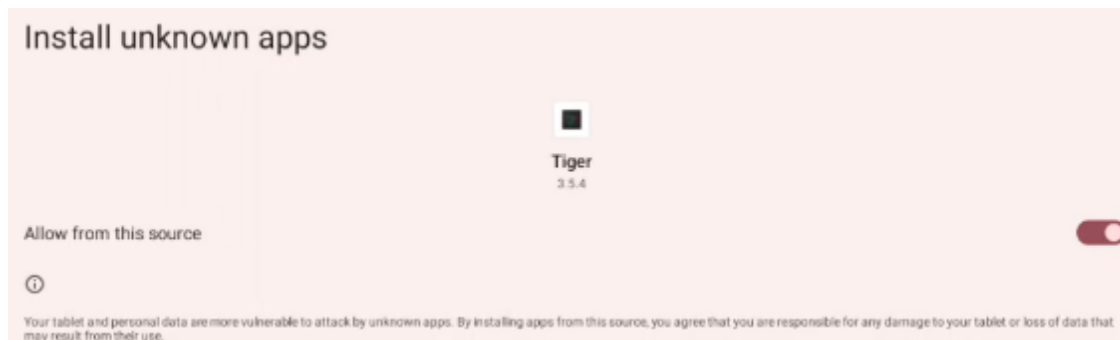 Install unknown apps
Tiger
3.5.4
Allow from this source
Your tablet and personal data are more vulnerable to attack by unknown apps. By installing apps from this source, you agree that you are responsible for any damage to your tablet or loss of data that
may result from their use.